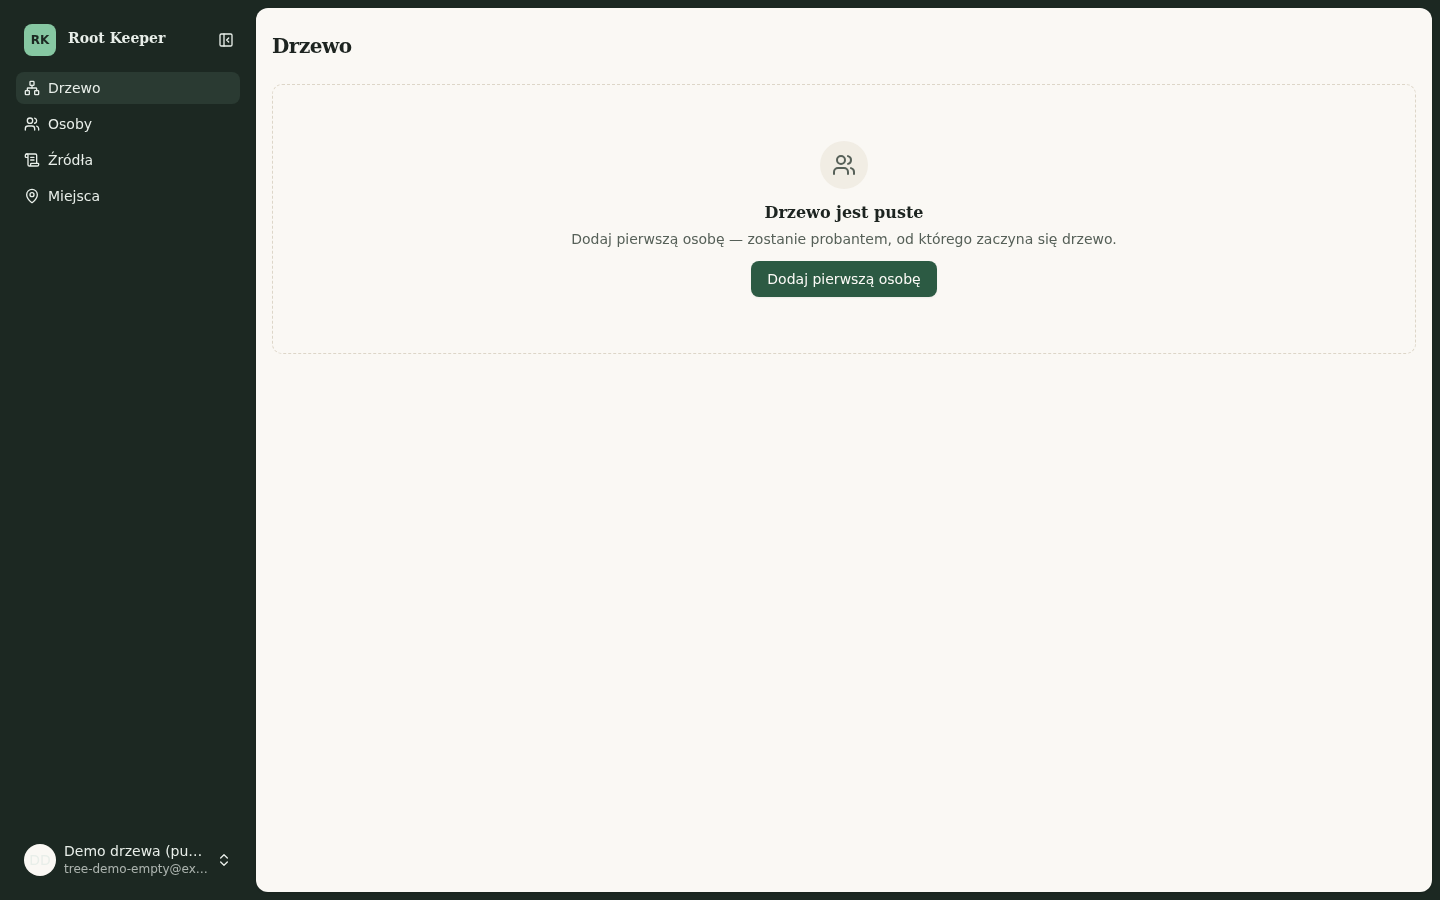 RK
Root Keeper
Drzewo
Osoby
Źródła
Miejsca
Demo drzewa (pu…
tree-demo-empty@ex…
Drzewo
Drzewo jest puste
Dodaj pierwszą osobę — zostanie probantem, od którego zaczyna się drzewo.
Dodaj pierwszą osobę
DD